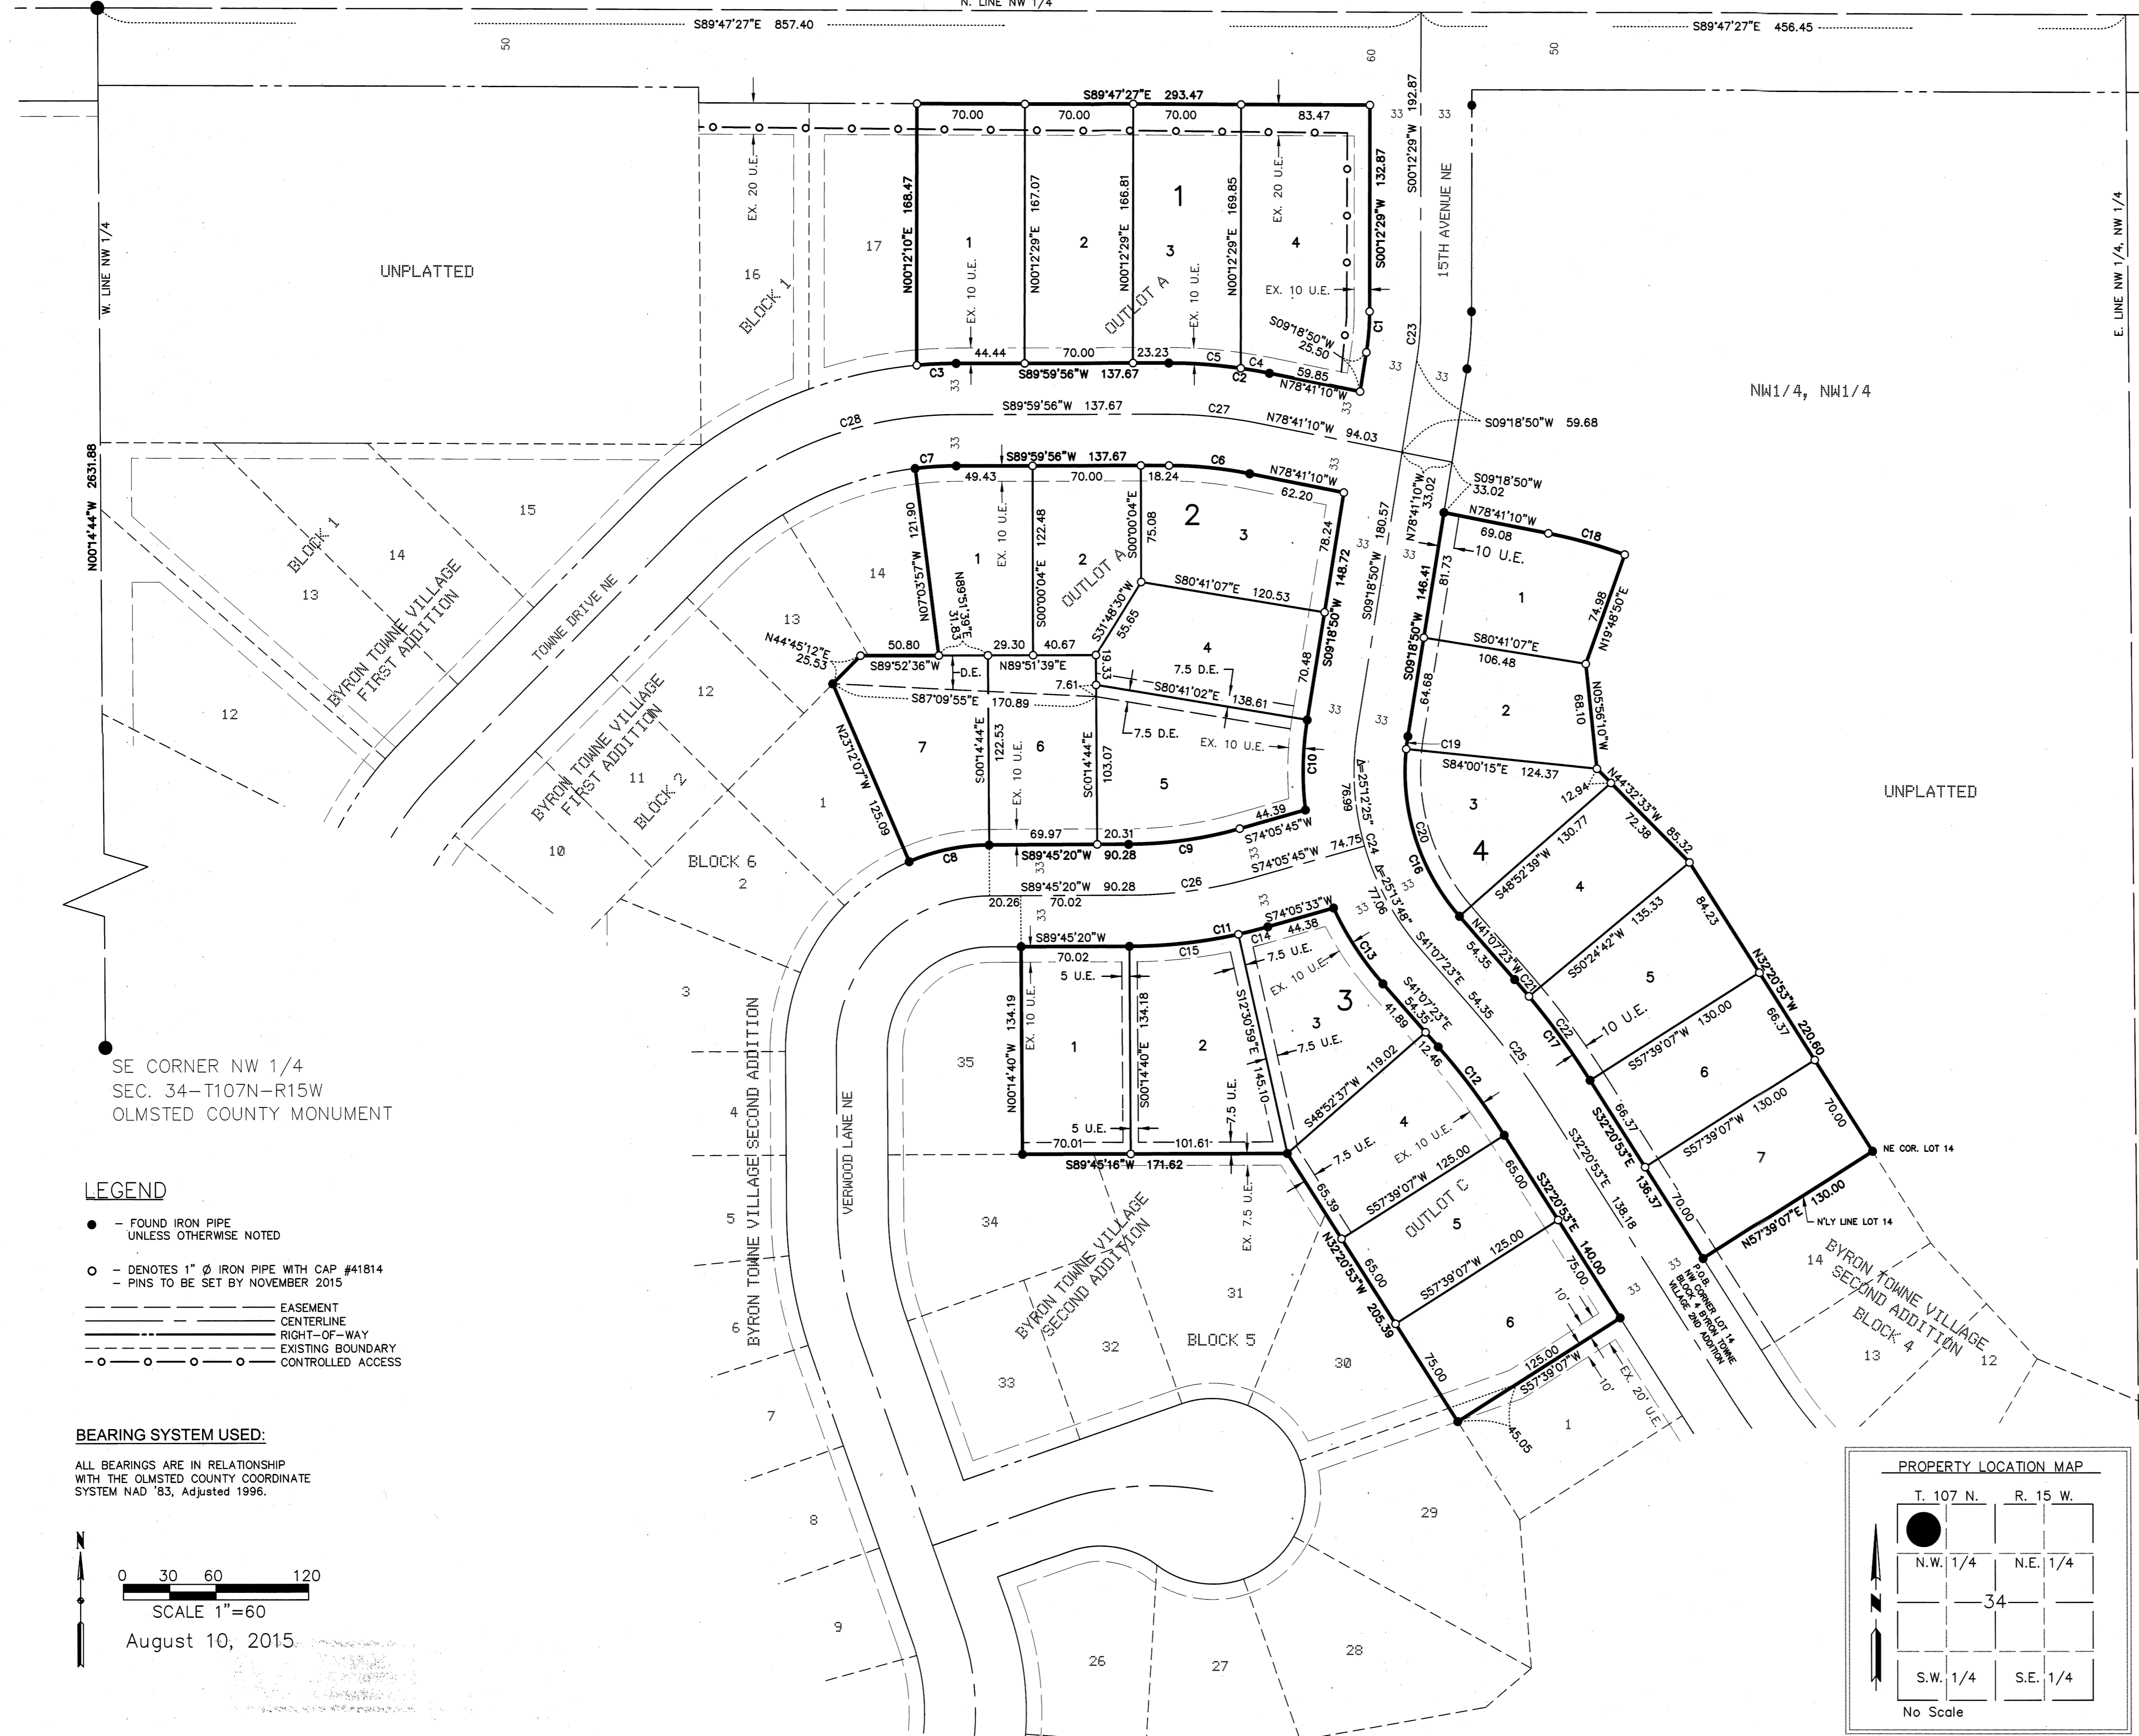 N. LINE NW 1/4
S89°47'27"E 857.40
S89°47'27"E 456.45
50
60
50
S89°47'27"E 293.47
70.00
70.00
70.00
83.47
33
33
S00°12'29"W 192.87
15TH AVENUE NE
W. LINE NW 1/4
E. LINE NW 1/4, NW 1/4
UNPLATTED
EX. 20 U.E.
16
BLOCK 1
17
N00°12'10"E 168.47
1
EX. 10 U.E.
N00°12'29"E 167.07
2
N00°12'29"E 166.81
1
3
OUTLOT A
EX. 10 U.E.
N00°12'29"E 169.85
EX. 20 U.E.
4
EX. 10 U.E.
S00°12'29"W 132.87
S09°18'50"W
25.50
C1
C23
C3
44.44
70.00
23.23
C5
C4
59.85
33
S89°59'56"W 137.67
C2
N78°41'10"W
33
33
33
NW1/4, NW1/4
C28
S89°59'56"W 137.67
C27
N78°41'10"W 94.03
S09°18'50"W 59.68
N00°14'44"W 2631.88
C7
33
S89°59'56"W 137.67
C6
N78°41'10"W
33
49.43
70.00
18.24
62.20
S09°18'50"W
33.02
N78°41'10"W
33.02
N78°41'10"W
69.08
C18
10 U.E.
15
14
13
12
BLOCK 1
BYRON TOWNE VILLAGE
FIRST ADDITION
TOWNE DRIVE NE
14
13
12
11
10
BYRON TOWNE VILLAGE
FIRST ADDITION
BLOCK 2
N07°03'57"W 121.90
1
EX. 10 U.E.
S00°00'04"E 122.48
2
OUTLOT A
S00°00'04"E
75.08
2
3
78.24
S09°18'50"W 148.72
33
33
S09°18'50"W 180.57
S09°18'50"W 146.41
81.73
1
74.98
N19°48'50"E
N89°51'39"E
31.83
S31°48'30"W
55.65
S80°41'07"E 120.53
S80°41'07"E
106.48
N44°45'12"E
25.53
50.80
S89°52'36"W
29.30
40.67
N89°51'39"E
19.33
4
7.5 D.E.
70.48
D.E.
S87°09'55"E 170.89
7.61
S80°41'02"E 138.61
7.5 D.E.
EX. 10 U.E.
33
33
64.68
2
68.10
N05°56'10"W
C19
S84°00'15"E 124.37
N23°12'07"W 125.09
7
S00°14'44"E
122.53
6
EX. 10 U.E.
S00°14'44"E
103.07
5
C10
Δ=25°12'25"
76.99
3
12.94
N44°32'33"W 85.32
72.38
UNPLATTED
1
BLOCK 6
2
3
C8
69.97
20.31
C9
44.39
S74°05'45"W
S89°45'20"W 90.28
33
33
S74°05'45"W 74.75
C24
Δ=25°13'48"
77.06
C20
C16
33
4
S48°52'39"W 130.77
4
S50°24'42"W 135.33
84.23
S89°45'20"W 90.28
C26
20.26
70.02
33
33
S74°05'33"W
33
S89°45'20"W
C11
44.38
70.02
C15
C14
7.5 U.E.
EX. 10 U.E.
C13
5 U.E.
N41°07'23"W
54.35
C21
S41°07'23"E 54.35
5
N32°20'53"W 220.60
10 U.E.
C22
C17
N00°14'40"W 134.19
EX. 10 U.E.
1
S00°14'40"E 134.18
2
S12°30'59"E 145.10
3
3
7.5 U.E.
S41°07'23"E
54.35'
41.89
12.46
C25
S57°39'07"W 130.00
66.37
6
SE CORNER NW 1/4
SEC. 34-T107N-R15W
OLMSTED COUNTY MONUMENT
35
S48°52'37"W 119.02
C12
4
7.5 U.E.
5 U.E.
70.01
101.61
7.5 U.E.
S89°45'16"W 171.62
EX. 10 U.E.
66.37
S32°20'53"E 136.37
S57°39'07"W 130.00
7
70.00
NE COR. LOT 14
4
5
6
7
8
9
BYRON TOWNE VILLAGE SECOND ADDITION
VERWOOD LANE NE
EX. 7.5 U.E.
65.39
S57°39'07"W 125.00
OUTLOT C
5
65.00
S32°20'53"E 140.00
S32°20'53"E 138.18
70.00
N57°39'07"E 130.00
N'LY LINE LOT 14
LEGEND
– FOUND IRON PIPE
UNLESS OTHERWISE NOTED
– DENOTES 1" Ø IRON PIPE WITH CAP #41814
– PINS TO BE SET BY NOVEMBER 2015
EASEMENT
CENTERLINE
RIGHT-OF-WAY
EXISTING BOUNDARY
CONTROLLED ACCESS
34
BYRON TOWNE VILLAGE
SECOND ADDITION
31
32
33
BLOCK 5
30
N32°20'53"W 205.39
65.00
S57°39'07"W 125.00
75.00
6
10'
75.00
125.00
S57°39'07"W
10'
EX. 20' U.E.
45.05
1
33
33
P.O.B.
NW CORNER LOT 14
BLOCK 4 BYRON TOWNE
VILLAGE 2ND ADDITION
14
BYRON TOWNE VILLAGE
SECOND ADDITION
BLOCK 4
13
12
BEARING SYSTEM USED:
ALL BEARINGS ARE IN RELATIONSHIP
WITH THE OLMSTED COUNTY COORDINATE
SYSTEM NAD '83, Adjusted 1996.
N
0 30 60 120
SCALE 1"=60
August 10, 2015
29
28
27
26
PROPERTY LOCATION MAP
T. 107 N. R. 15 W.
N.W. 1/4 N.E. 1/4
34
N
S.W. 1/4 S.E. 1/4
No Scale